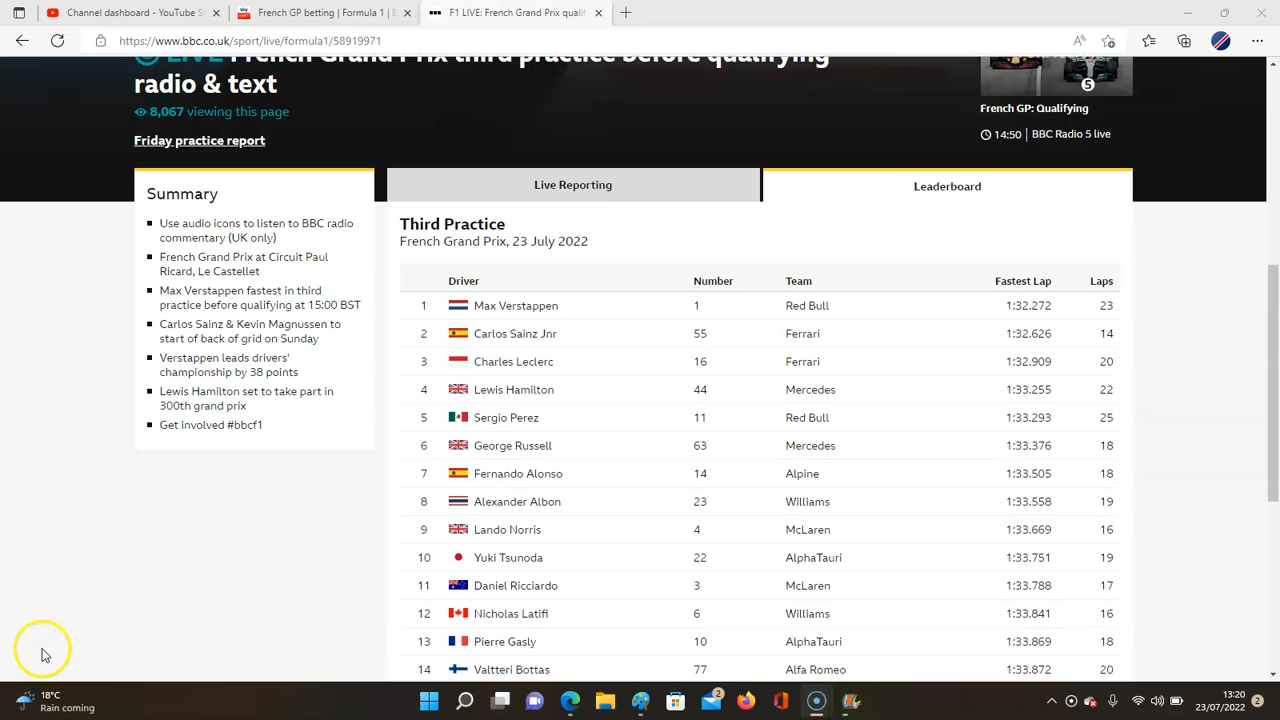 Channel dashboard - YouTube S
French GP betting | Formula 1 | B
F1 LIVE: French Grand Prix qualif
https://www.bbc.co.uk/sport/live/formula1/58919971
LIVE French Grand Prix third practice before qualifying
radio & text
8,067 viewing this page
Friday practice report
5
French GP: Qualifying
14:50 | BBC Radio 5 live
Summary
Use audio icons to listen to BBC radio
commentary (UK only)
French Grand Prix at Circuit Paul
Ricard, Le Castellet
Max Verstappen fastest in third
practice before qualifying at 15:00 BST
Carlos Sainz & Kevin Magnussen to
start of back of grid on Sunday
Verstappen leads drivers'
championship by 38 points
Lewis Hamilton set to take part in
300th grand prix
Get involved #bbcf1
Live Reporting
Leaderboard
Third Practice
French Grand Prix, 23 July 2022
Driver Number Team Fastest Lap Laps
1 Max Verstappen 1 Red Bull 1:32.272 23
2 Carlos Sainz Jnr 55 Ferrari 1:32.626 14
3 Charles Leclerc 16 Ferrari 1:32.909 20
4 Lewis Hamilton 44 Mercedes 1:33.255 22
5 Sergio Perez 11 Red Bull 1:33.293 25
6 George Russell 63 Mercedes 1:33.376 18
7 Fernando Alonso 14 Alpine 1:33.505 18
8 Alexander Albon 23 Williams 1:33.558 19
9 Lando Norris 4 McLaren 1:33.669 16
10 Yuki Tsunoda 22 AlphaTauri 1:33.751 19
11 Daniel Ricciardo 3 McLaren 1:33.788 17
12 Nicholas Latifi 6 Williams 1:33.841 16
13 Pierre Gasly 10 AlphaTauri 1:33.869 18
14 Valtteri Bottas 77 Alfa Romeo 1:33.872 20
18°C
Rain coming
2
13:20
23/07/2022
2